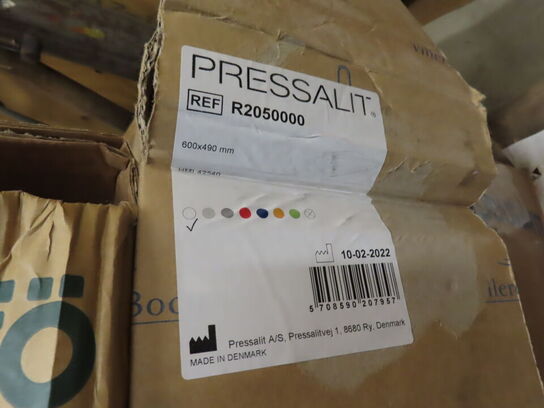 PRESSALIT®
REF R2050000
600x490 mm
10-02-2022
5 708590 207957
Pressalit A/S, Pressalitvej 1, 8680 Ry, Denmark
MADE IN DENMARK
Boc